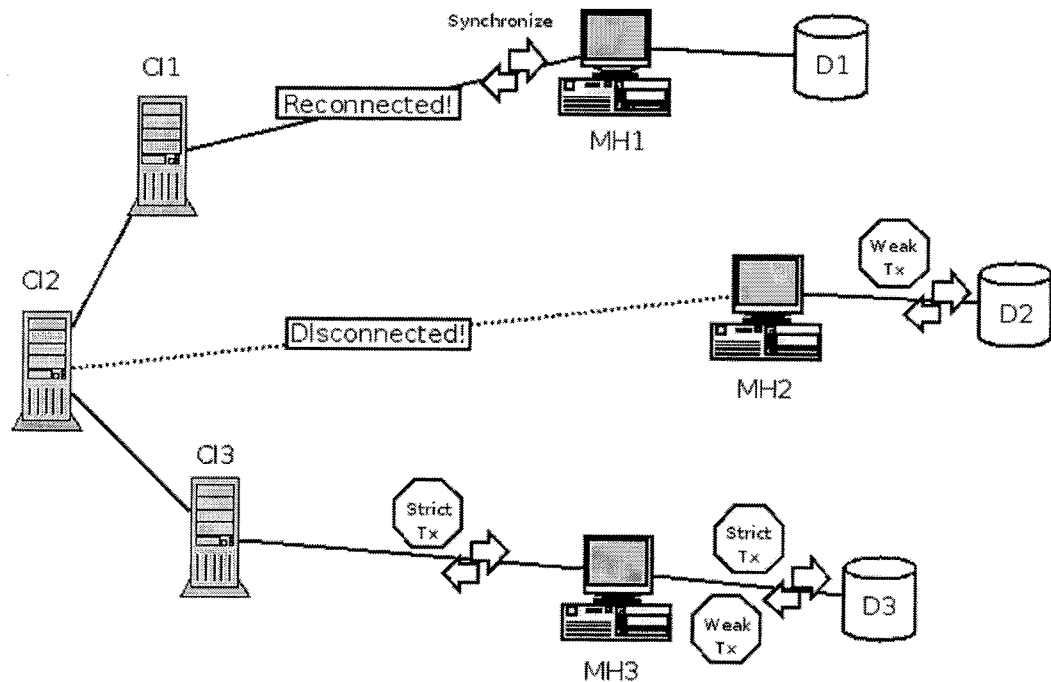 Synchronize
Cl1
Reconnected!
D1
MH1
Weak
Tx
Cl2
DIsconnected!
D2
MH2
Cl3
Strict
Tx
Strict
Tx
D3
Weak
Tx
MH3